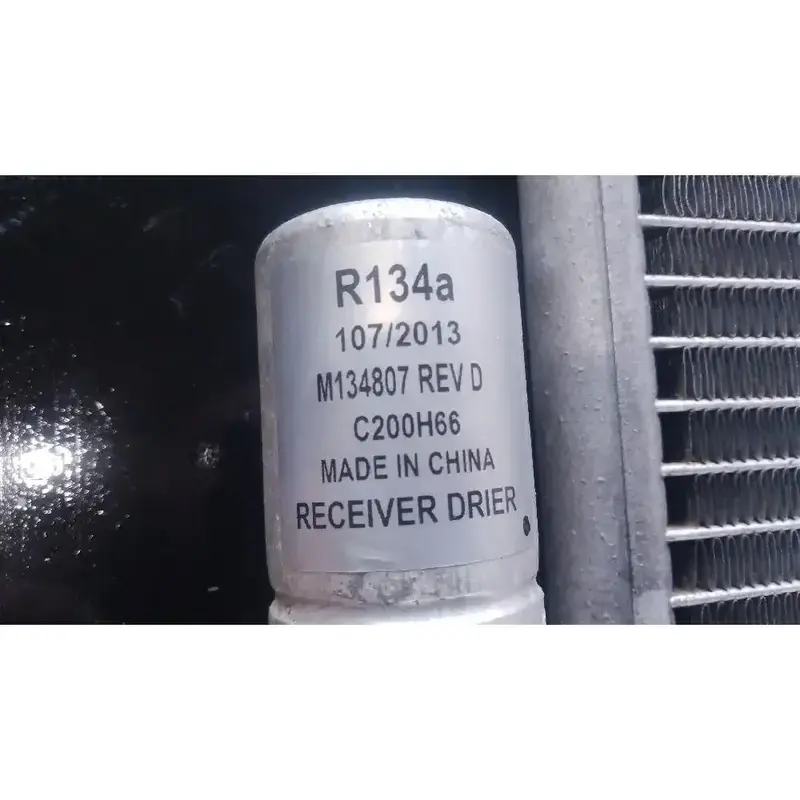 R134a
107/2013
M134807 REV D
C200H66
MADE IN CHINA
RECEIVER DRIER